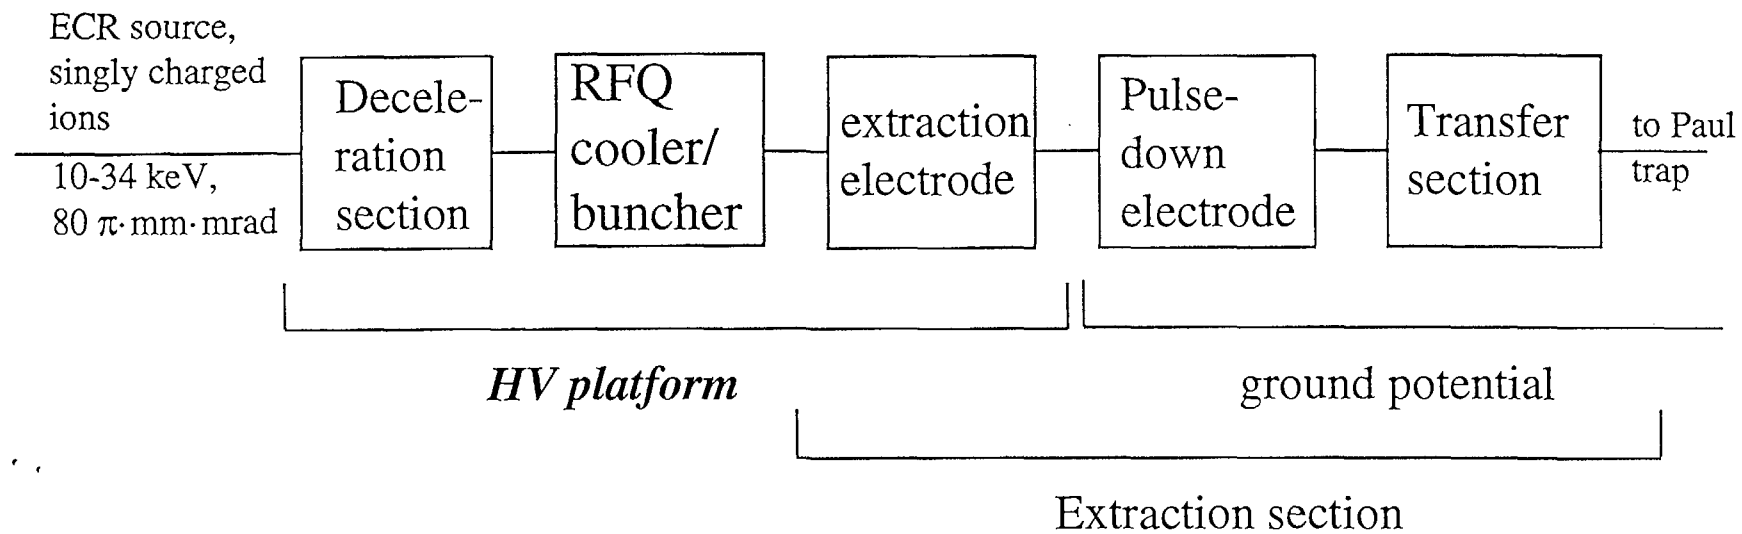 ECR source,
singly charged
ions
10-34 keV,
80 π·mm·mrad
Decele-
ration
section
RFQ
cooler/
buncher
extraction
electrode
Pulse-
down
electrode
Transfer
section
to Paul
trap
HV platform
ground potential
Extraction section